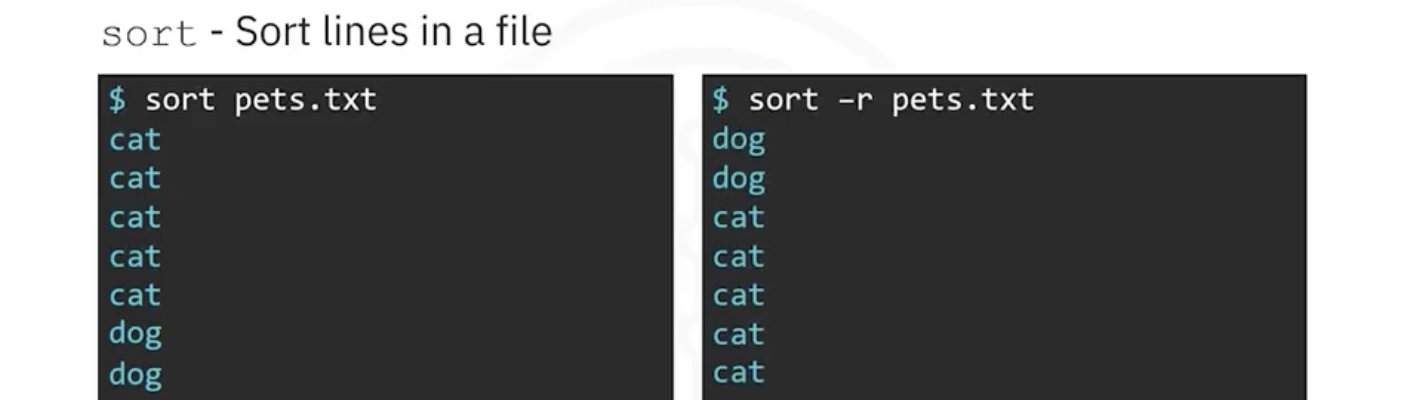 sort - Sort lines in a file
$ sort pets.txt
cat
cat
cat
cat
cat
dog
dog
$ sort –r pets.txt
dog
dog
cat
cat
cat
cat
cat